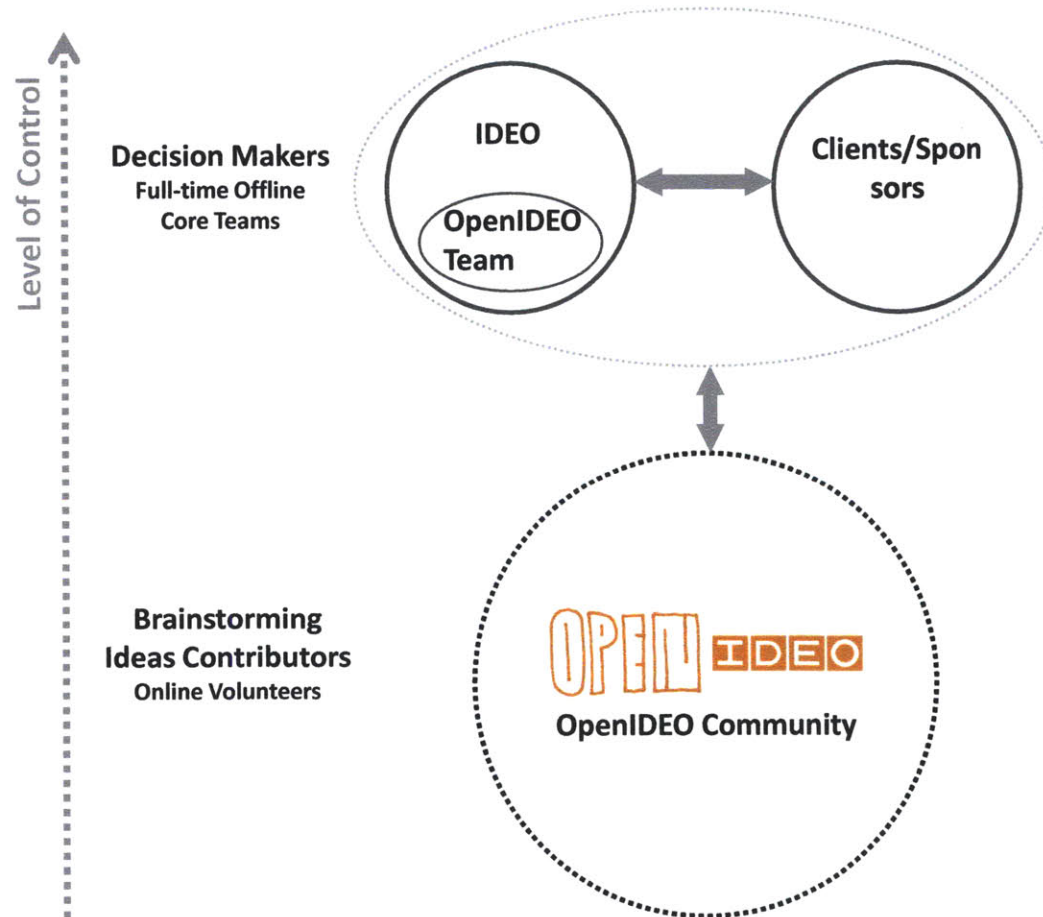 Level of Control
Decision Makers
Full-time Offline
Core Teams
IDEO
OpenIDEO
Team
Clients/Spon
sors
Brainstorming
Ideas Contributors
Online Volunteers
OPEN IDEO
OpenIDEO Community